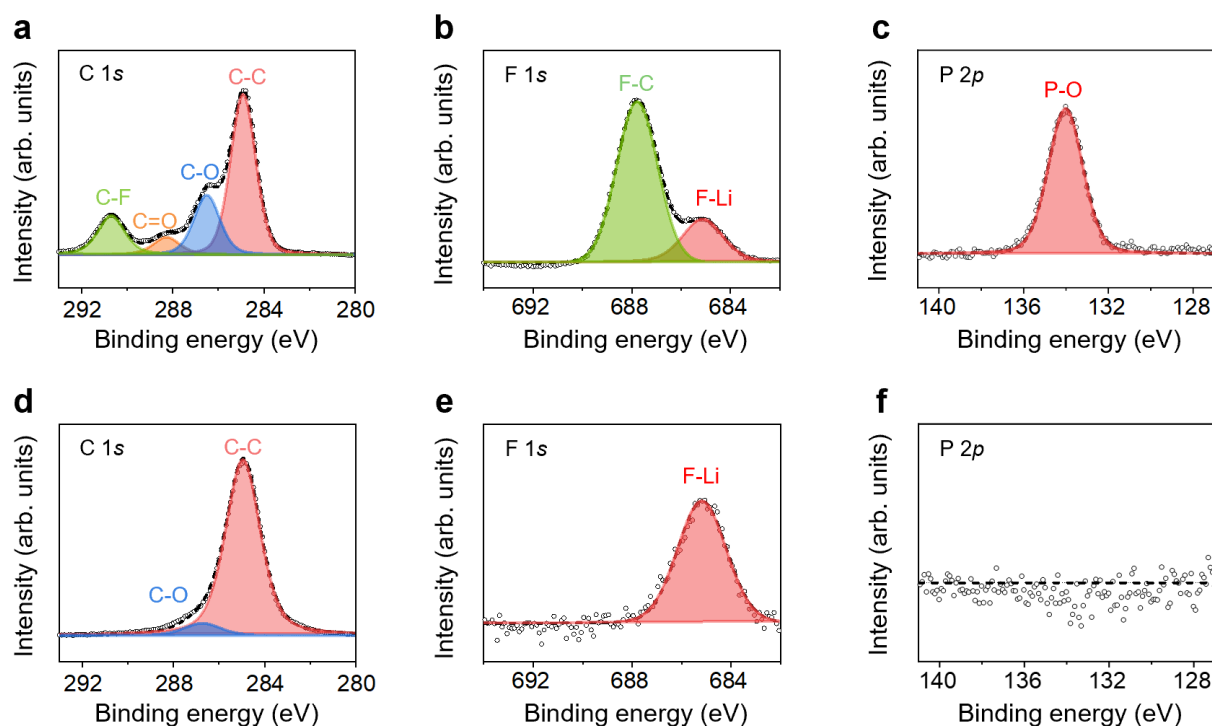 a
C 1s
C-C
C-O
C=O
C-F
Intensity (arb. units)
292 288 284 280
Binding energy (eV)
b
F 1s
F-C
F-Li
Intensity (arb. units)
692 688 684
Binding energy (eV)
c
P 2p
P-O
Intensity (arb. units)
140 136 132 128
Binding energy (eV)
d
C 1s
C-C
C-O
Intensity (arb. units)
292 288 284 280
Binding energy (eV)
e
F 1s
F-Li
Intensity (arb. units)
692 688 684
Binding energy (eV)
f
P 2p
Intensity (arb. units)
140 136 132 128
Binding energy (eV)